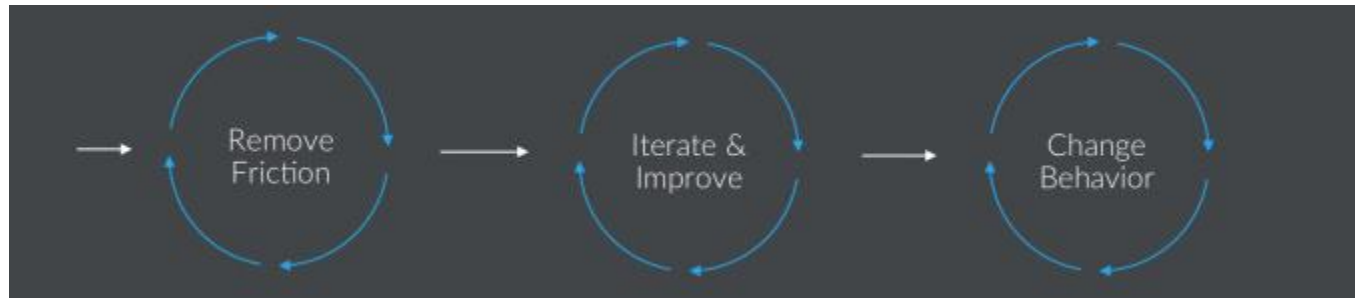 Remove
Friction
Iterate &
Improve
Change
Behavior